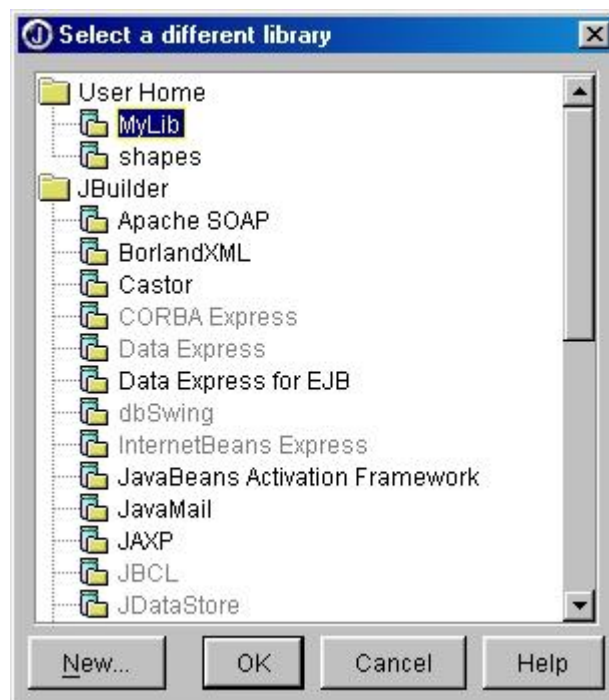 Select a different library
User Home
MyLib
shapes
JBuilder
Apache SOAP
BorlandXML
Castor
CORBA Express
Data Express
Data Express for EJB
dbSwing
InternetBeans Express
JavaBeans Activation Framework
JavaMail
JAXP
JBCL
JDataStore
New... OK Cancel Help